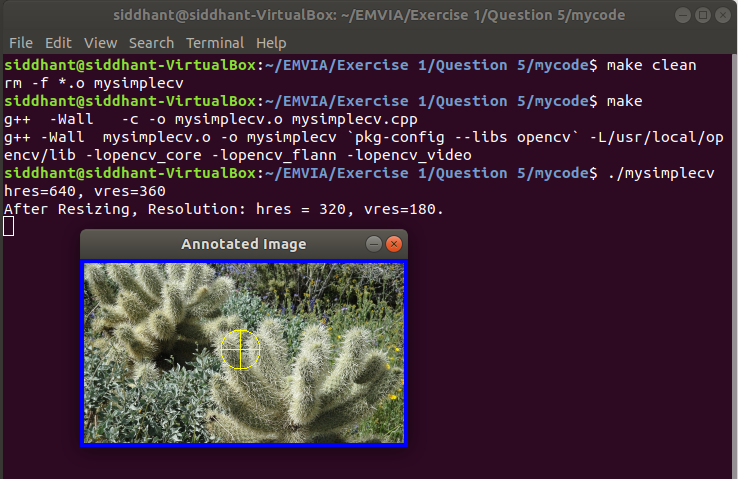 siddhant@siddhant-VirtualBox: ~/EMVIA/Exercise 1/Question 5/mycode
File Edit View Search Terminal Help
siddhant@siddhant-VirtualBox:~/EMVIA/Exercise 1/Question 5/mycode$ make clean
rm -f *.o mysimplecv
siddhant@siddhant-VirtualBox:~/EMVIA/Exercise 1/Question 5/mycode$ make
g++  -Wall   -c -o mysimplecv.o mysimplecv.cpp
g++ -Wall  mysimplecv.o -o mysimplecv `pkg-config --libs opencv` -L/usr/local/op
encv/lib -lopencv_core -lopencv_flann -lopencv_video
siddhant@siddhant-VirtualBox:~/EMVIA/Exercise 1/Question 5/mycode$ ./mysimplecv
hres=640, vres=360
After Resizing, Resolution: hres = 320, vres=180.
Annotated Image